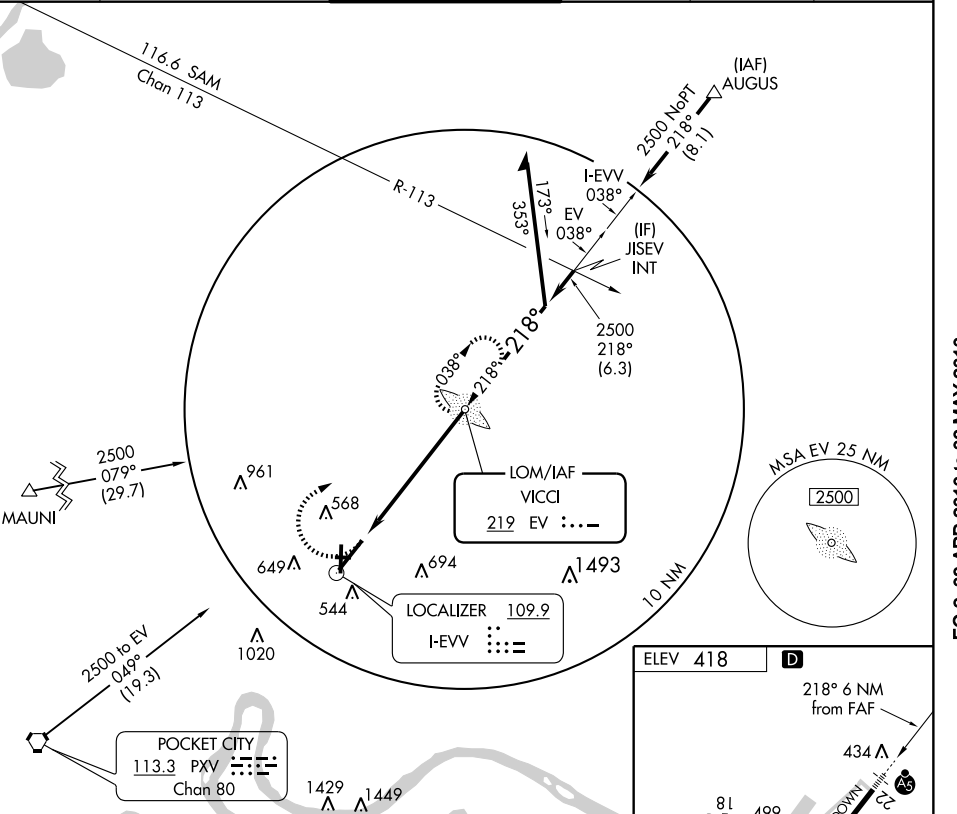 116.6 SAM
Chan 113
R-113
(IAF)
AUGUS
2500 NoPT
218°
(8.1)
I-EVV
038°
EV
038°
173°
353°
(IF)
JISEV
INT
2500
218°
(6.3)
218°
038°
218°
2500
079°
(29.7)
MAUNI
961
568
649
544
694
1493
1020
10 NM
LOM/IAF
VICCI
219 EV
LOCALIZER 109.9
I-EVV
MSA EV 25 NM
2500
2500 to EV
049°
(19.3)
POCKET CITY
113.3 PXV
Chan 80
1429
1449
ELEV 418
D
218° 6 NM
from FAF
434
A5
22
18